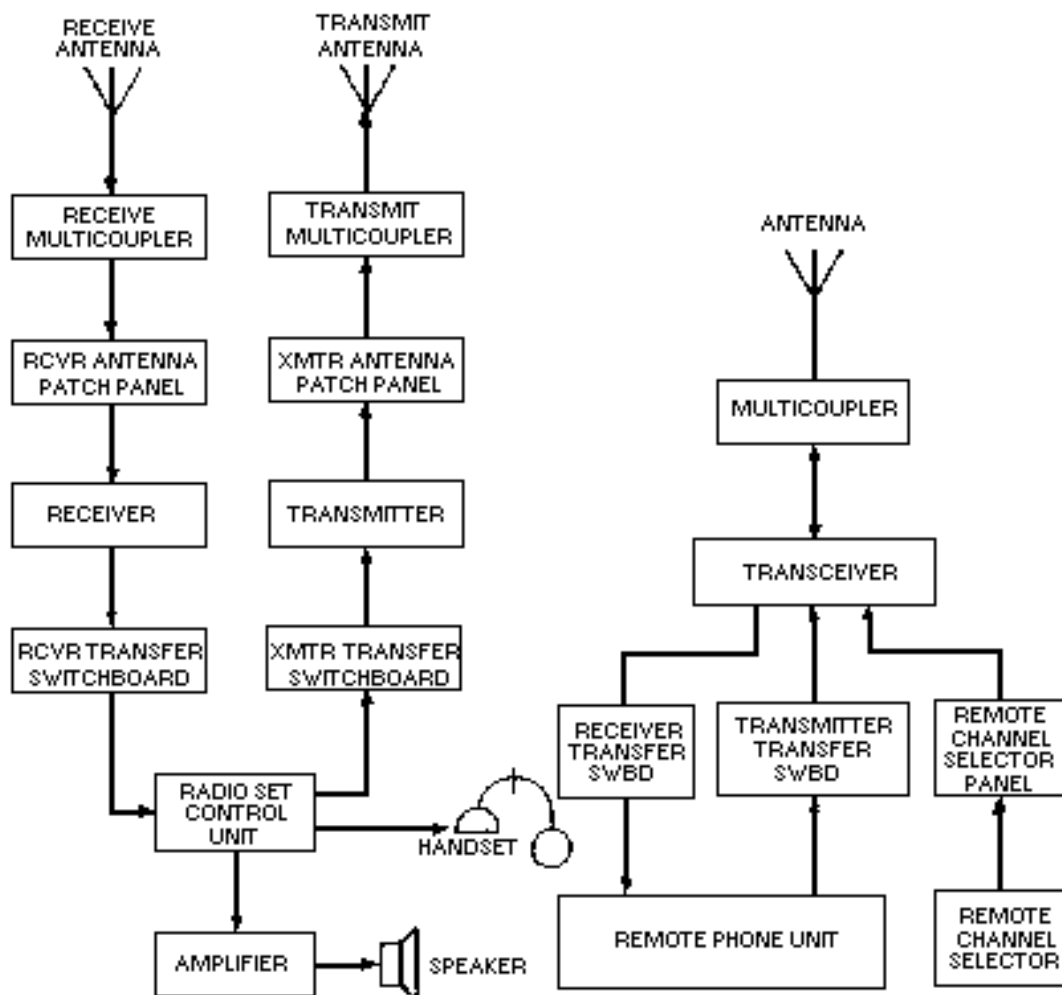 RECEIVE
ANTENNA
TRANSMIT
ANTENNA
RECEIVE
MULTICOUPLER
TRANSMIT
MULTICOUPLER
ANTENNA
RCVR ANTENNA
PATCH PANEL
XMTR ANTENNA
PATCH PANEL
MULTICOUPLER
RECEIVER
TRANSMITTER
TRANSCEIVER
RCVR TRANSFER
SWITCHBOARD
XMTR TRANSFER
SWITCHBOARD
RECEIVER
TRANSFER
SWBD
TRANSMITTER
TRANSFER
SWBD
REMOTE
CHANNEL
SELECTOR
PANEL
RADIO SET
CONTROL
UNIT
HANDSET
AMPLIFIER
SPEAKER
REMOTE PHONE UNIT
REMOTE
CHANNEL
SELECTOR